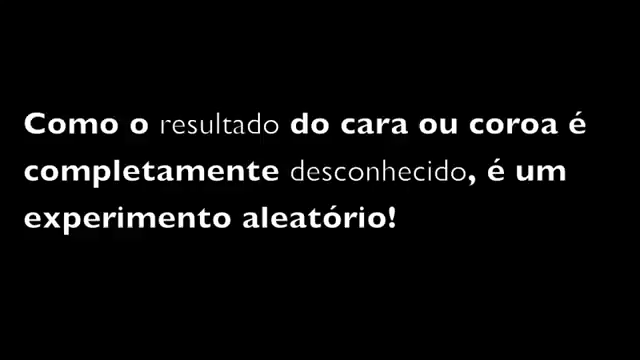 Como o resultado do cara ou coroa é
completamente desconhecido, é um
experimento aleatório!